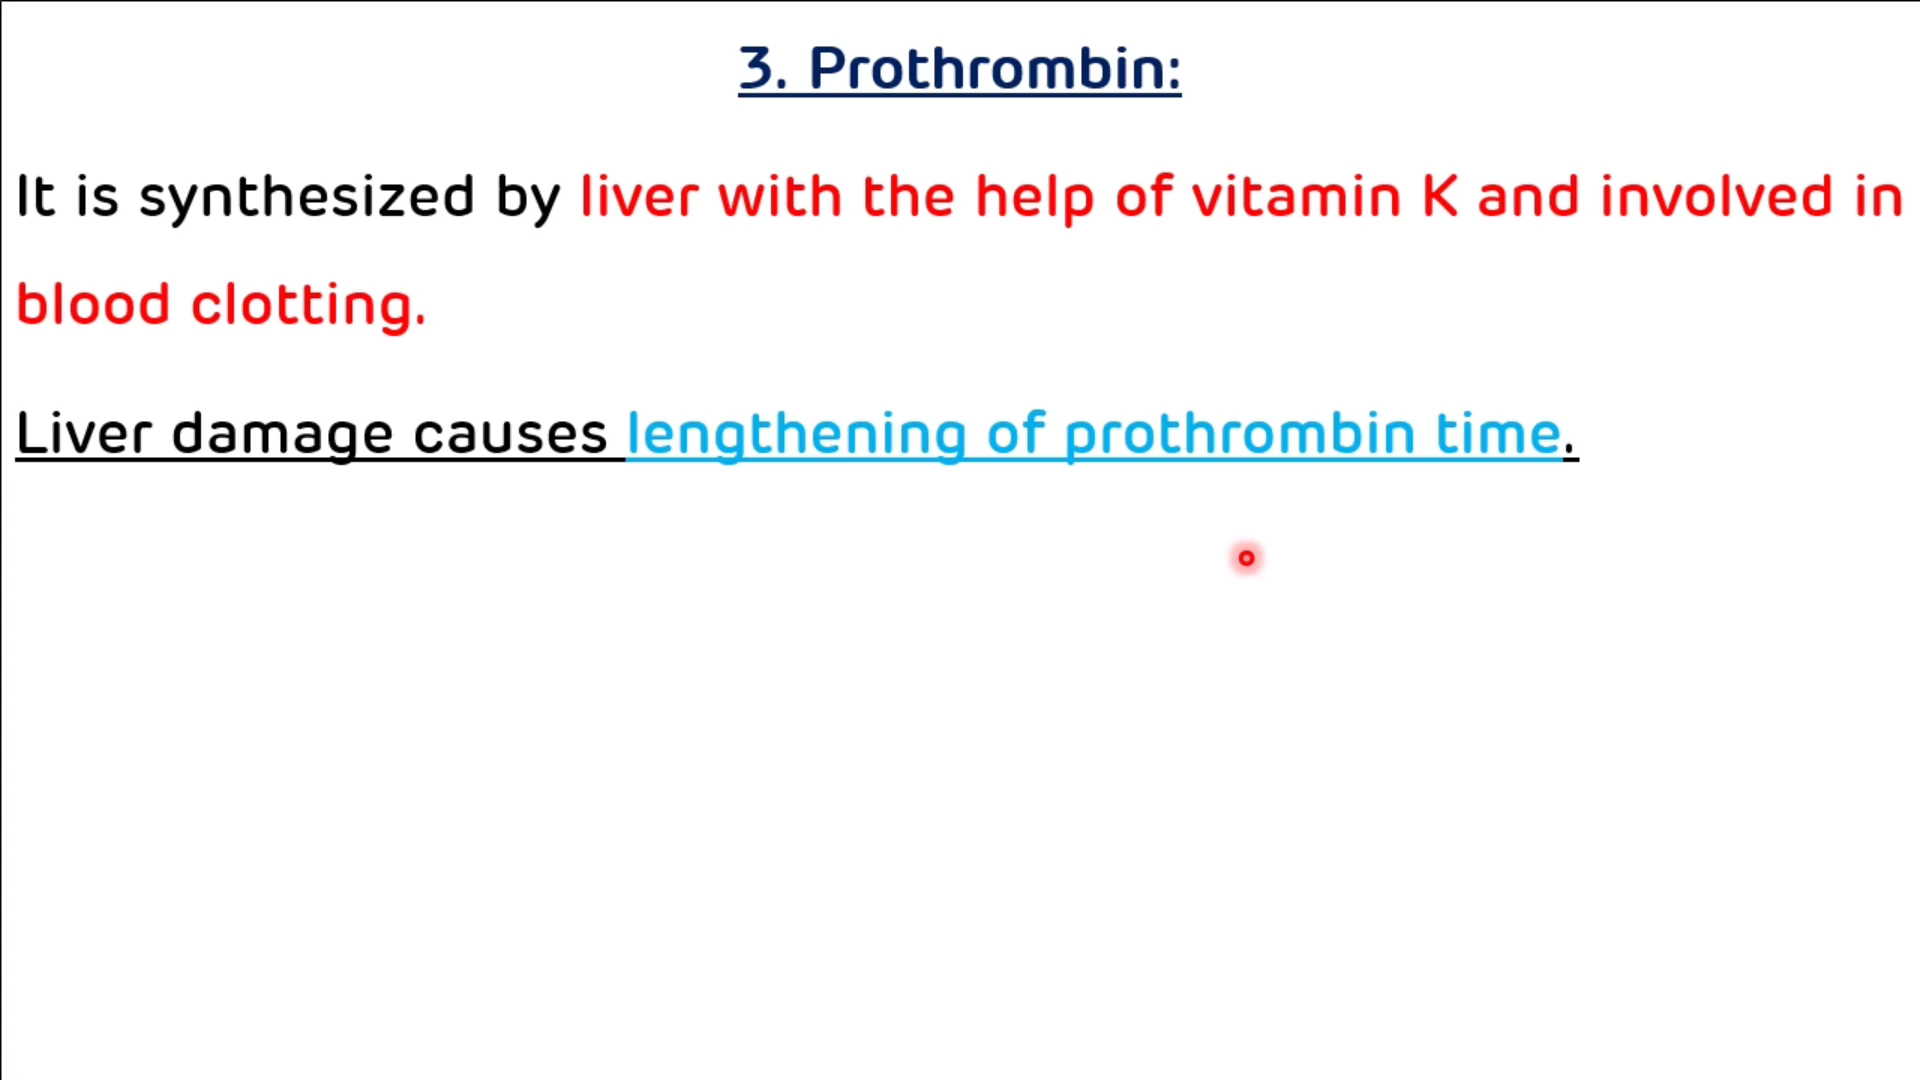 3. Prothrombin:
It is synthesized by liver with the help of vitamin K and involved in
blood clotting.
Liver damage causes lengthening of prothrombin time.